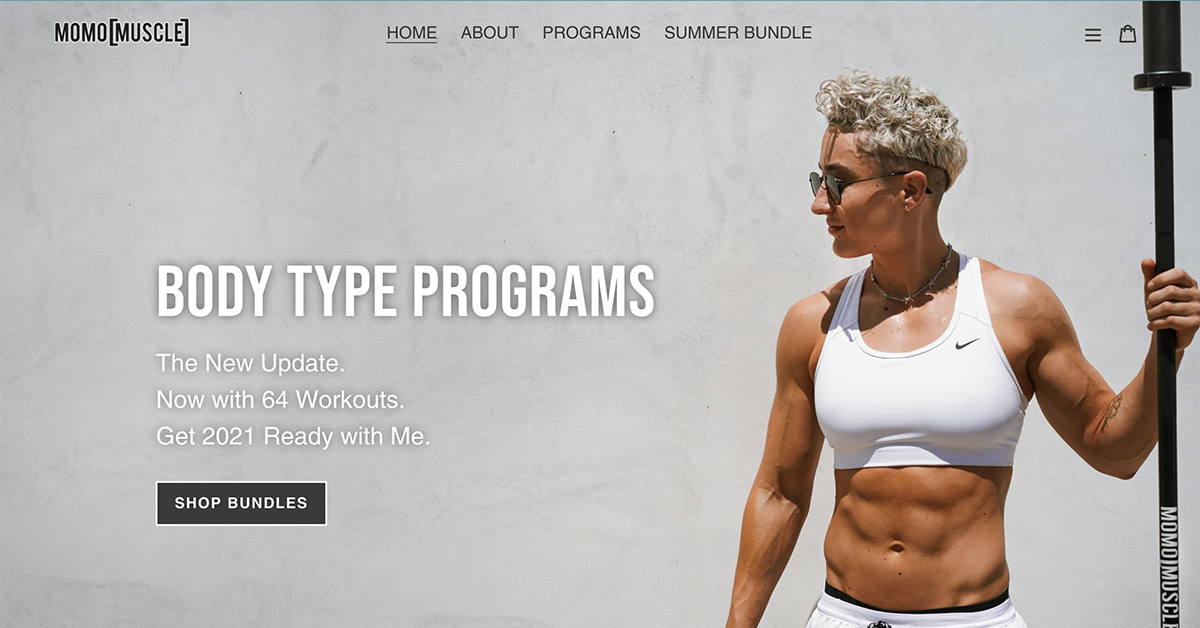 MOMO[MUSCLE]
HOME ABOUT PROGRAMS SUMMER BUNDLE
BODY TYPE PROGRAMS
The New Update.
Now with 64 Workouts.
Get 2021 Ready with Me.
SHOP BUNDLES
MOMO[MUSCLE